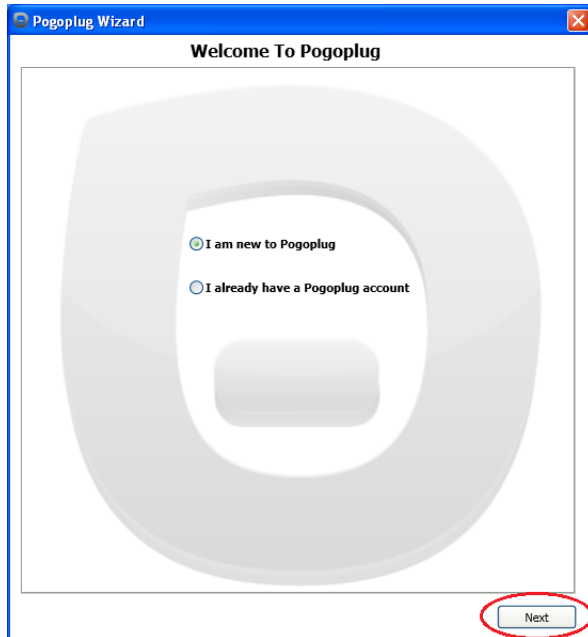 Pogoplug Wizard
Welcome To Pogoplug
I am new to Pogoplug
I already have a Pogoplug account
Next